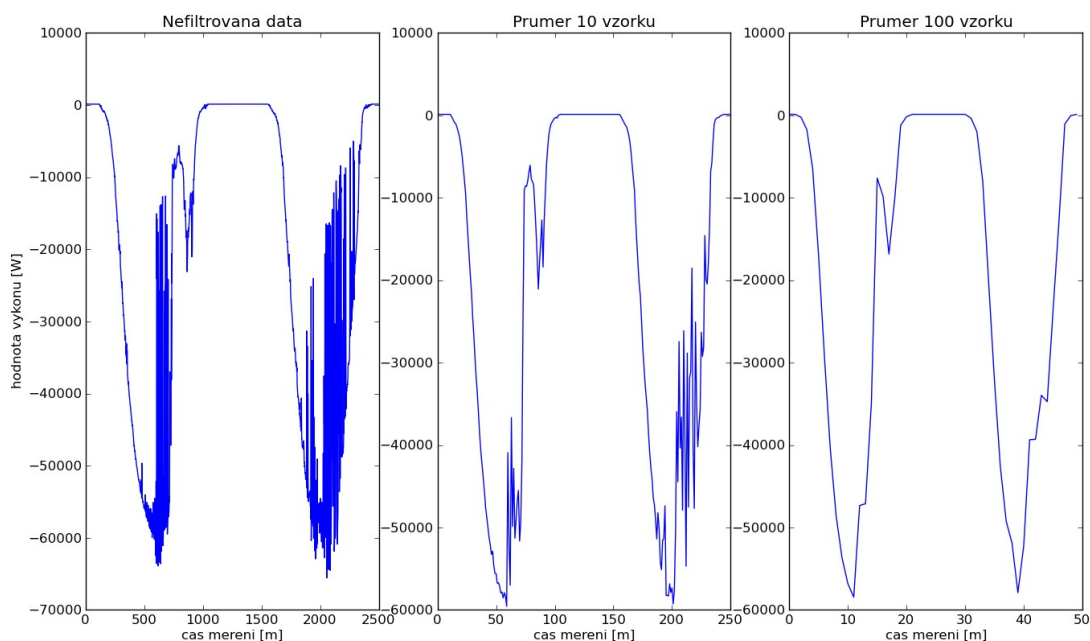 Nefiltrovana data
Prumer 10 vzorku
Prumer 100 vzorku
hodnota vykonu [W]
10000
0
−10000
−20000
−30000
−40000
−50000
−60000
−70000
0 500 1000 1500 2000 2500
cas mereni [m]
10000
0
−10000
−20000
−30000
−40000
−50000
−60000
0 50 100 150 200 250
cas mereni [m]
10000
0
−10000
−20000
−30000
−40000
−50000
−60000
0 10 20 30 40 50
cas mereni [m]